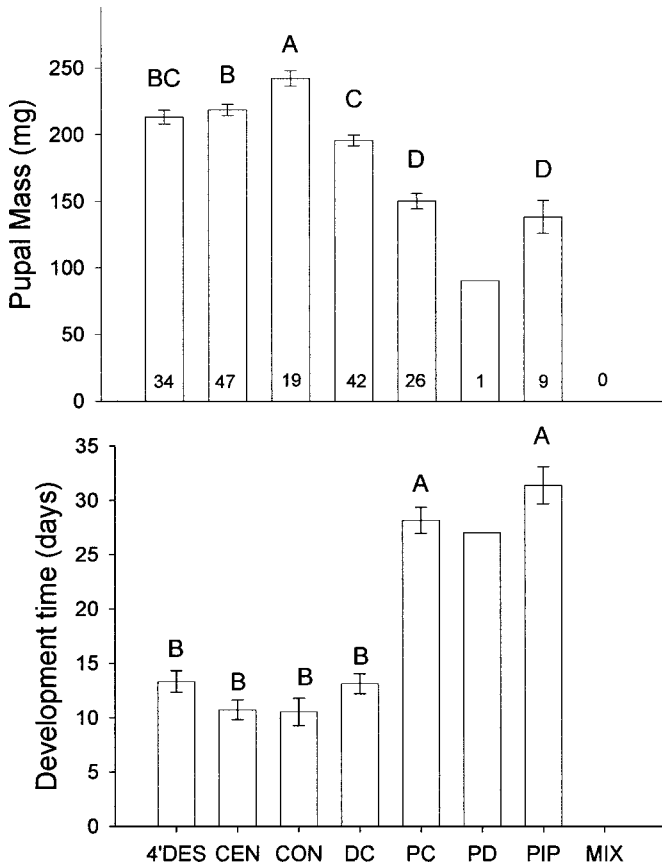 Pupal Mass (mg)
250
200
150
100
50
0
BC
B
A
C
D
D
34
47
19
42
26
1
9
0
Development time (days)
35
30
25
20
15
10
5
0
B
B
B
B
A
A
4'DES
CEN
CON
DC
PC
PD
PIP
MIX